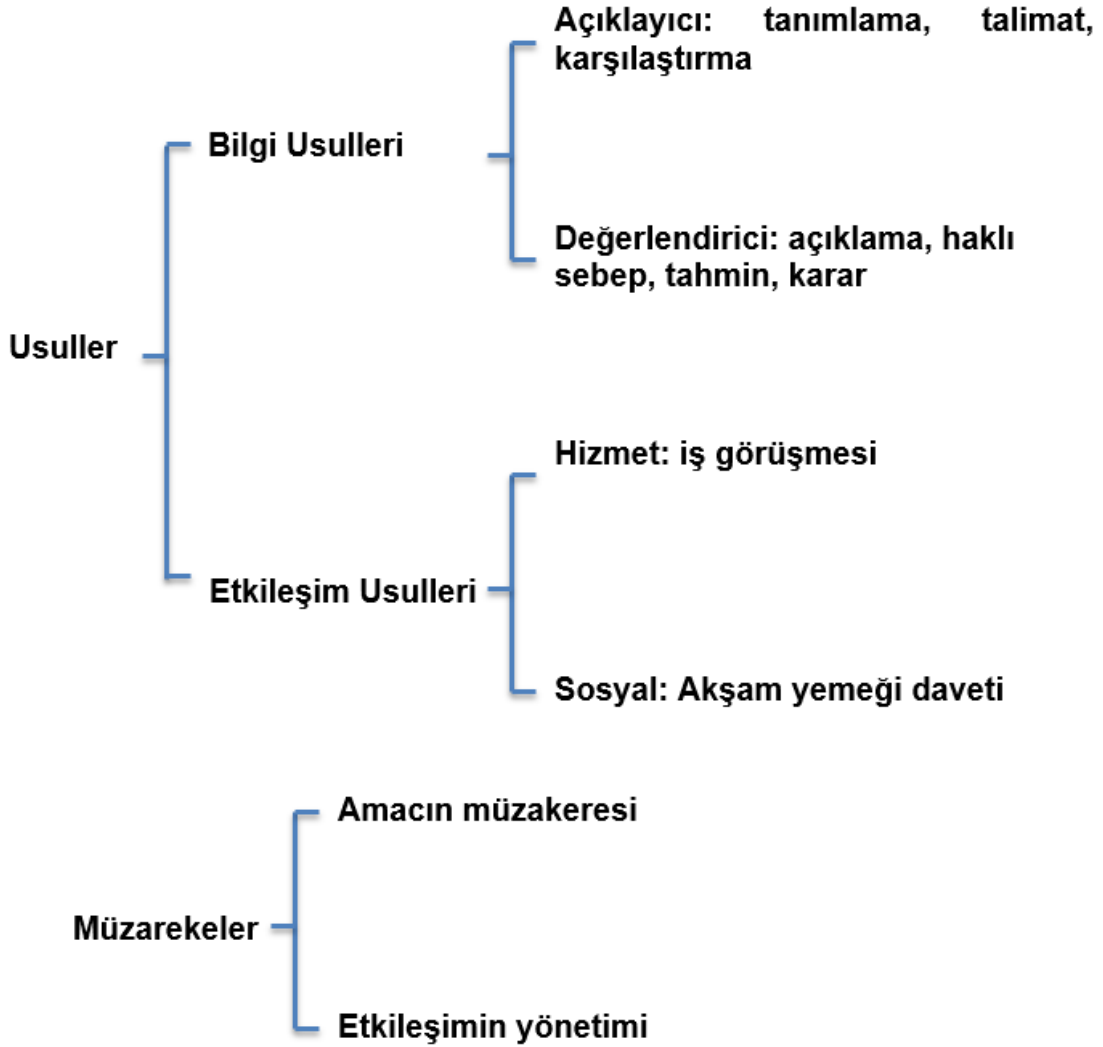 Açıklayıcı: tanımlama, talimat,
karşılaştırma
Bilgi Usulleri
Değerlendirici: açıklama, haklı
sebep, tahmin, karar
Usuller
Hizmet: iş görüşmesi
Etkileşim Usulleri
Sosyal: Akşam yemeği daveti
Amacın müzakeresi
Müzarekeler
Etkileşimin yönetimi